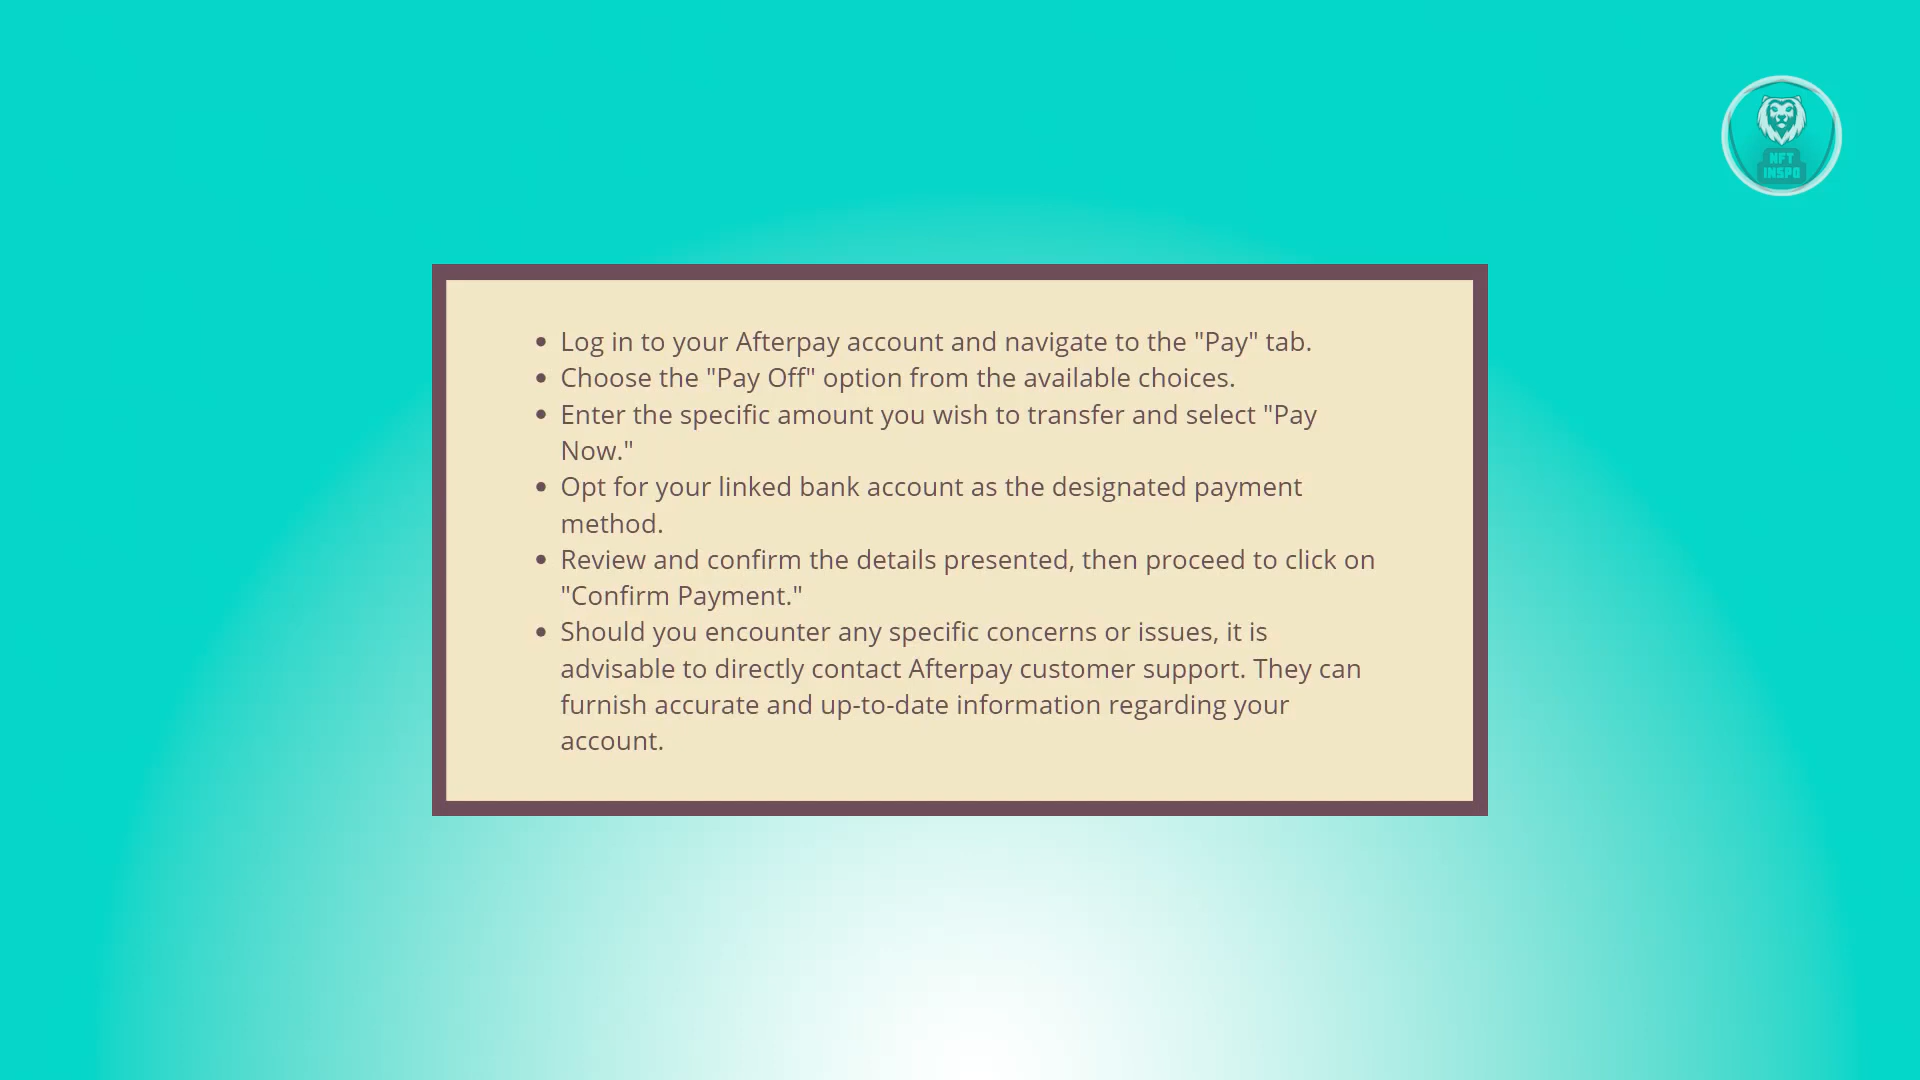 NFT
INSPO
• Log in to your Afterpay account and navigate to the "Pay" tab.
• Choose the "Pay Off" option from the available choices.
• Enter the specific amount you wish to transfer and select "Pay
Now."
• Opt for your linked bank account as the designated payment
method.
• Review and confirm the details presented, then proceed to click on
"Confirm Payment."
• Should you encounter any specific concerns or issues, it is
advisable to directly contact Afterpay customer support. They can
furnish accurate and up-to-date information regarding your
account.